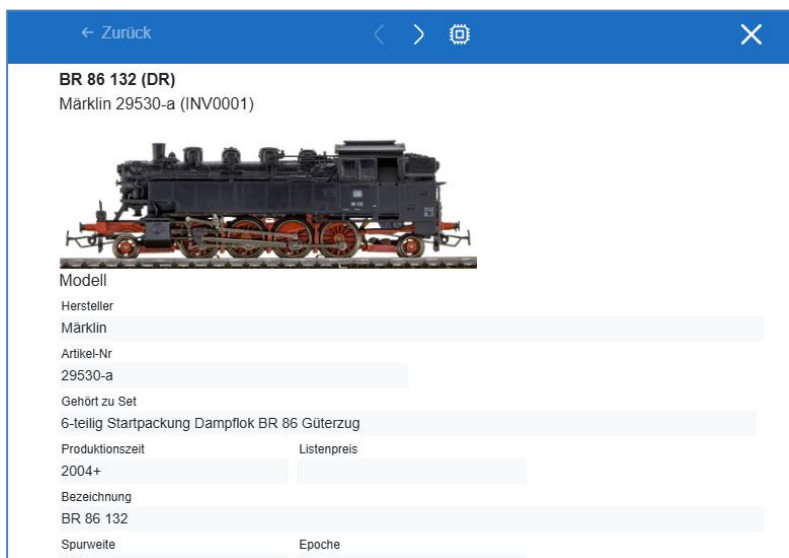 ← Zurück
BR 86 132 (DR)
Märklin 29530-a (INV0001)
Modell
Hersteller
Märklin
Artikel-Nr
29530-a
Gehört zu Set
6-teilig Startpackung Dampflok BR 86 Güterzug
Produktionszeit Listenpreis
2004+
Bezeichnung
BR 86 132
Spurweite Epoche